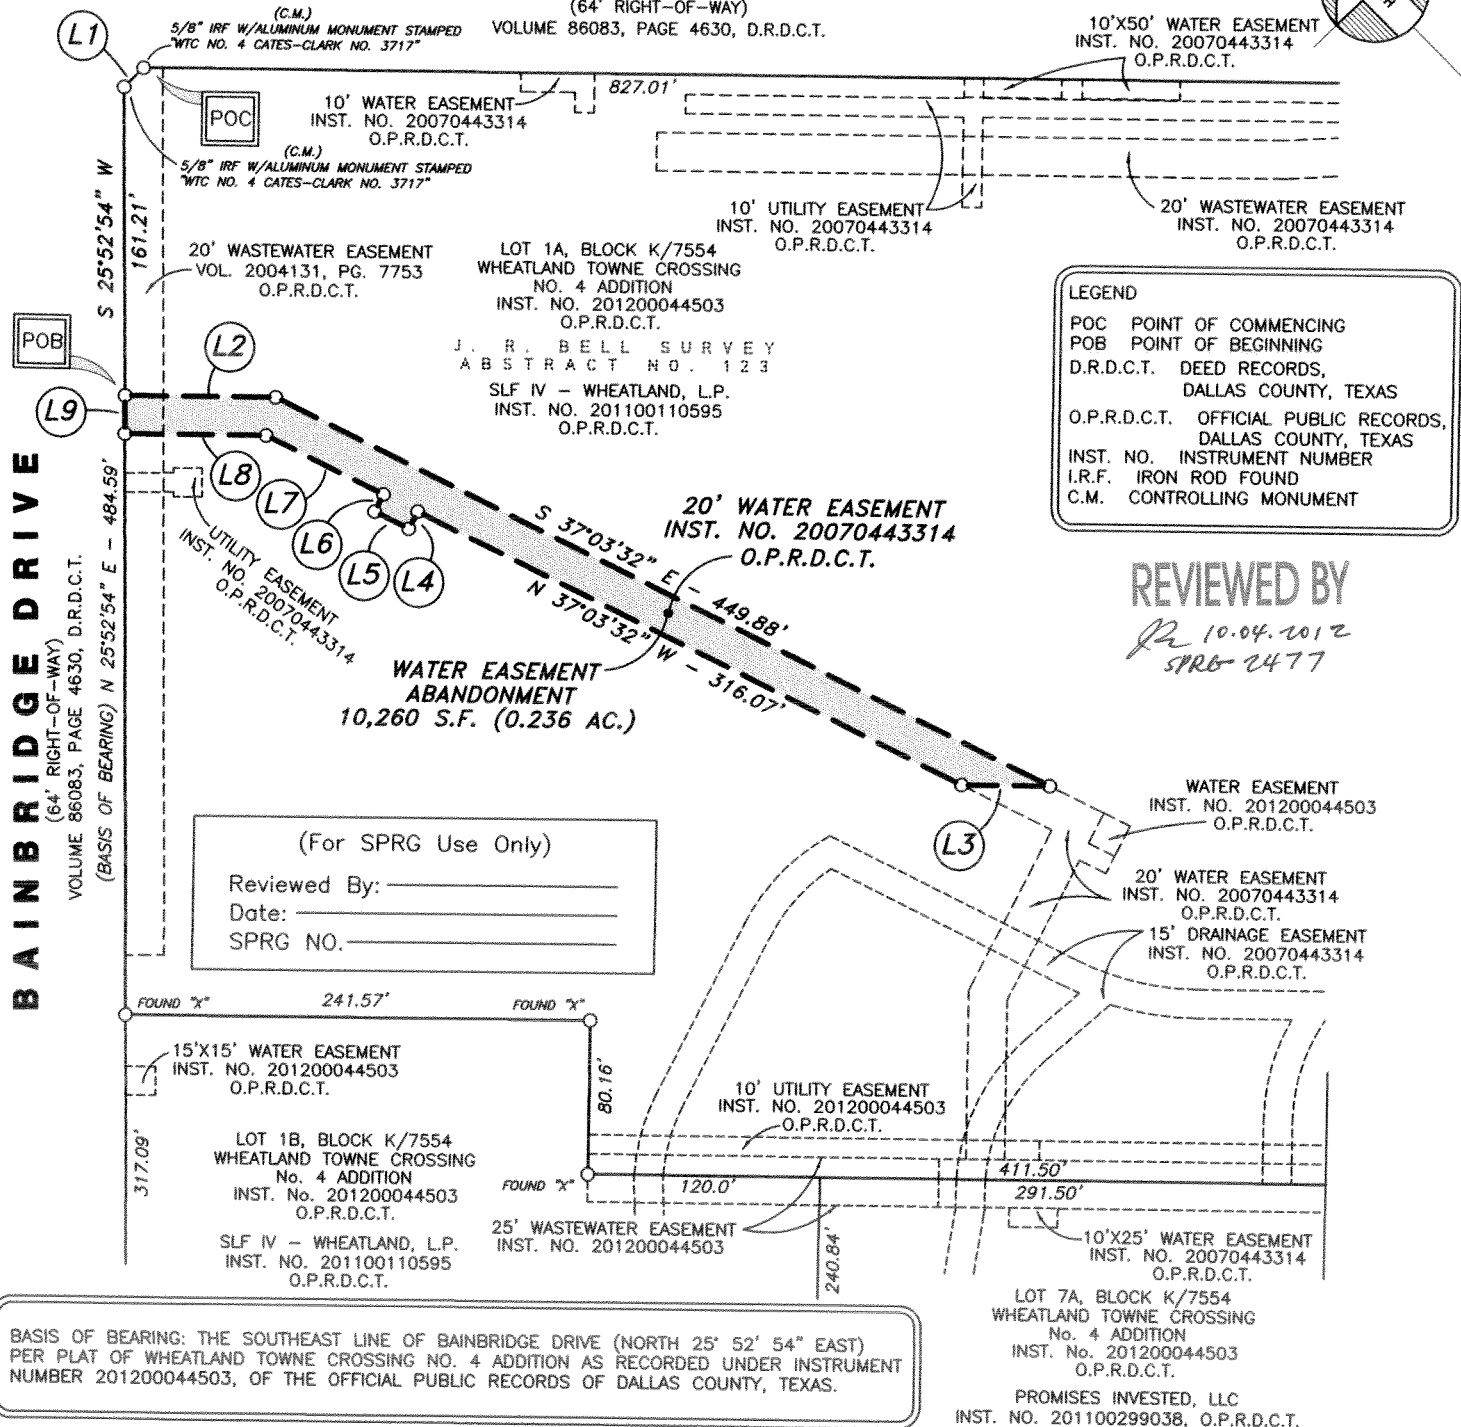 (64' RIGHT-OF-WAY)
VOLUME 86083, PAGE 4630, D.R.D.C.T.
(C.M.)
5/8" IRF W/ALUMINUM MONUMENT STAMPED
"WTC NO. 4 CATES-CLARK NO. 3717"
L1
POC
10'X50' WATER EASEMENT
INST. NO. 20070443314
O.P.R.D.C.T.
H
827.01'
10' WATER EASEMENT
INST. NO. 20070443314
O.P.R.D.C.T.
(C.M.)
5/8" IRF W/ALUMINUM MONUMENT STAMPED
"WTC NO. 4 CATES-CLARK NO. 3717"
S 25°52'54" W
161.21'
10' UTILITY EASEMENT
INST. NO. 20070443314
O.P.R.D.C.T.
20' WASTEWATER EASEMENT
INST. NO. 20070443314
O.P.R.D.C.T.
20' WASTEWATER EASEMENT
VOL. 2004131, PG. 7753
O.P.R.D.C.T.
LOT 1A, BLOCK K/7554
WHEATLAND TOWNE CROSSING
NO. 4 ADDITION
INST. NO. 201200044503
O.P.R.D.C.T.
J. R. BELL SURVEY
ABSTRACT NO. 123
SLF IV - WHEATLAND, L.P.
INST. NO. 201100110595
O.P.R.D.C.T.
LEGEND
POC POINT OF COMMENCING
POB POINT OF BEGINNING
D.R.D.C.T. DEED RECORDS,
DALLAS COUNTY, TEXAS
O.P.R.D.C.T. OFFICIAL PUBLIC RECORDS,
DALLAS COUNTY, TEXAS
INST. NO. INSTRUMENT NUMBER
I.R.F. IRON ROD FOUND
C.M. CONTROLLING MONUMENT
POB
L2
L9
L8
L7
L6
L5
L4
BAINBRIDGE DRIVE
(64' RIGHT-OF-WAY)
VOLUME 86083, PAGE 4630, D.R.D.C.T.
(BASIS OF BEARING) N 25°52'54" E - 484.59'
UTILITY EASEMENT
INST. NO. 20070443314
O.P.R.D.C.T.
20' WATER EASEMENT
INST. NO. 20070443314
O.P.R.D.C.T.
S 37°03'32" E - 449.88'
N 37°03'32" W - 316.07'
REVIEWED BY
10.04.2012
SPRG 2477
WATER EASEMENT
ABANDONMENT
10,260 S.F. (0.236 AC.)
L3
WATER EASEMENT
INST. NO. 201200044503
O.P.R.D.C.T.
(For SPRG Use Only)
Reviewed By:
Date:
SPRG NO.
20' WATER EASEMENT
INST. NO. 20070443314
O.P.R.D.C.T.
15' DRAINAGE EASEMENT
INST. NO. 20070443314
O.P.R.D.C.T.
FOUND "X"
241.57'
FOUND "X"
15'X15' WATER EASEMENT
INST. NO. 201200044503
O.P.R.D.C.T.
80.16'
10' UTILITY EASEMENT
INST. NO. 201200044503
O.P.R.D.C.T.
317.09'
LOT 1B, BLOCK K/7554
WHEATLAND TOWNE CROSSING
No. 4 ADDITION
INST. No. 201200044503
O.P.R.D.C.T.
SLF IV - WHEATLAND, L.P.
INST. NO. 201100110595
O.P.R.D.C.T.
FOUND "X"
120.0'
411.50'
291.50'
25' WASTEWATER EASEMENT
INST. NO. 201200044503
240.84'
10'X25' WATER EASEMENT
INST. NO. 20070443314
O.P.R.D.C.T.
LOT 7A, BLOCK K/7554
WHEATLAND TOWNE CROSSING
No. 4 ADDITION
INST. No. 201200044503
O.P.R.D.C.T.
PROMISES INVESTED, LLC
INST. NO. 201100299038, O.P.R.D.C.T.
BASIS OF BEARING: THE SOUTHEAST LINE OF BAINBRIDGE DRIVE (NORTH 25° 52' 54" EAST)
PER PLAT OF WHEATLAND TOWNE CROSSING NO. 4 ADDITION AS RECORDED UNDER INSTRUMENT
NUMBER 201200044503, OF THE OFFICIAL PUBLIC RECORDS OF DALLAS COUNTY, TEXAS.